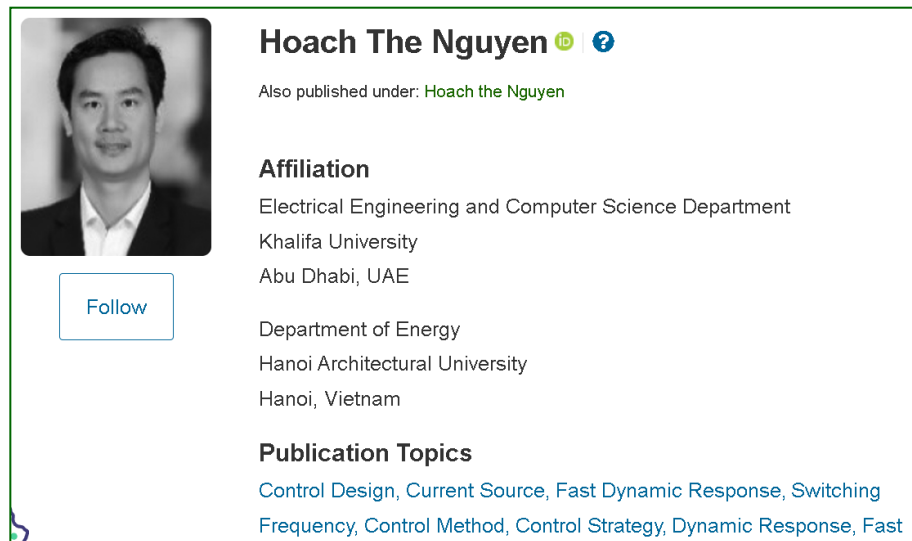 Hoach The Nguyen
Also published under: Hoach the Nguyen
Follow
Affiliation
Electrical Engineering and Computer Science Department
Khalifa University
Abu Dhabi, UAE
Department of Energy
Hanoi Architectural University
Hanoi, Vietnam
Publication Topics
Control Design, Current Source, Fast Dynamic Response, Switching
Frequency, Control Method, Control Strategy, Dynamic Response, Fast